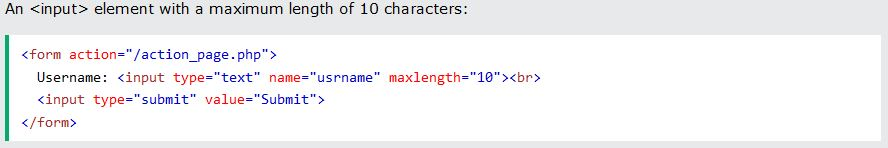 An <input> element with a maximum length of 10 characters:
<form action="/action_page.php">
Username: <input type="text" name="usrname" maxlength="10"><br>
<input type="submit" value="Submit">
</form>